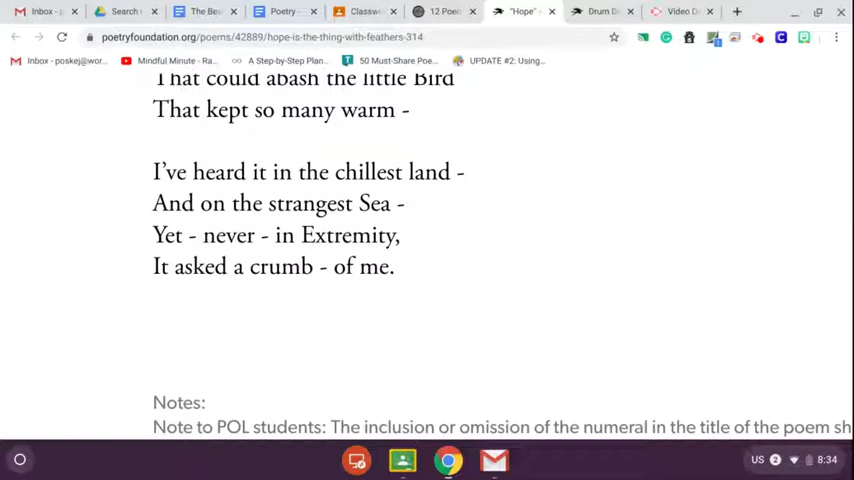 Inbox - p
Search r
The Bea
Poetry -
Classwo
12 Poem
"Hope" i
Drum D
Video D
poetryfoundation.org/poems/42889/hope-is-the-thing-with-feathers-314
Inbox - poskej@wor...
Mindful Minute - Ra...
A Step-by-Step Plan...
50 Must-Share Poe...
UPDATE #2: Using...
That could abash the little Bird
That kept so many warm -
I've heard it in the chillest land -
And on the strangest Sea -
Yet - never - in Extremity,
It asked a crumb - of me.
Notes:
Note to POL students: The inclusion or omission of the numeral in the title of the poem sh
US 2 8:34